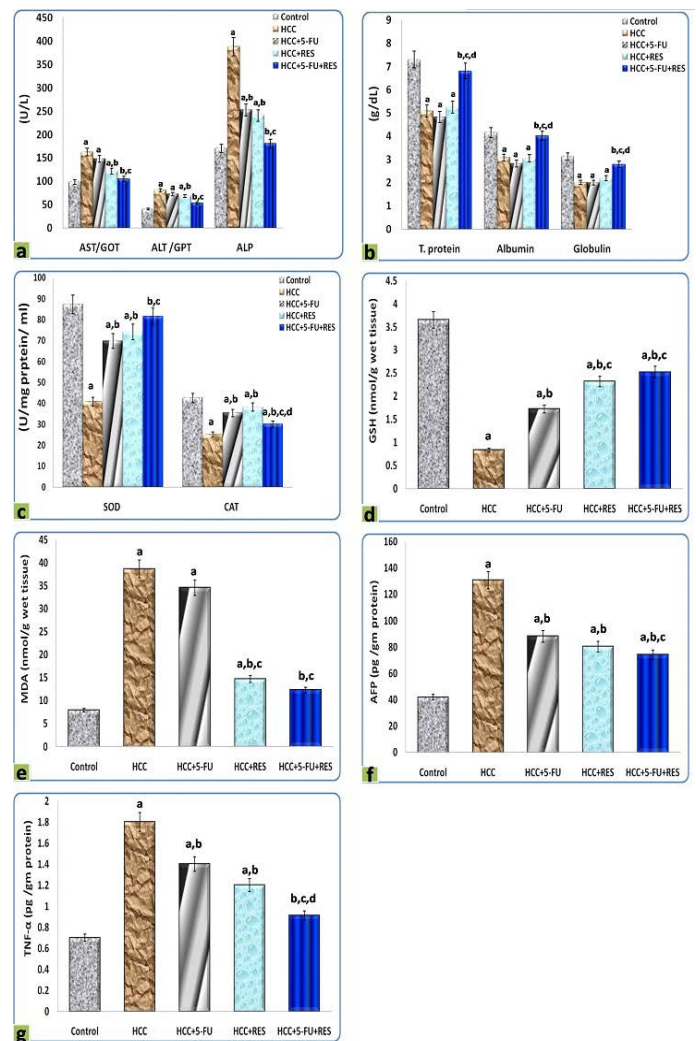 450
400
350
300
250
200
150
100
50
0
(U/L)
Control
HCC
HCC+5-FU
HCC+RES
HCC+5-FU+RES
a
a
a,b
b,c
a
a
a,b
b,c
a
a,b
a,b
b,c
AST/GOT
ALT /GPT
ALP
a
9
8
7
6
5
4
3
2
1
0
(g/dL)
Control
HCC
HCC+5-FU
HCC+RES
HCC+5-FU+RES
a
a
a
b,c,d
a
a
a
b,c,d
a
a
a
b,c,d
T. protein
Albumin
Globulin
b
100
90
80
70
60
50
40
30
20
10
0
(U/mg prptein/ ml)
Control
HCC
HCC+5-FU
HCC+RES
HCC+5-FU+RES
a
a,b
a,b
b,c
a
a,b
a,b
a,b,c,d
SOD
CAT
c
4.5
4
3.5
3
2.5
2
1.5
1
0.5
0
GSH (nmol/g wet tissue)
a
a,b
a,b,c
a,b,c
Control
HCC
HCC+5-FU
HCC+RES
HCC+5-FU+RES
d
45
40
35
30
25
20
15
10
5
0
MDA (nmol/g wet tissue)
a
a
a,b,c
b,c
Control
HCC
HCC+5-FU
HCC+RES
HCC+5-FU+RES
e
160
140
120
100
80
60
40
20
0
AFP (pg /gm protein)
a
a,b
a,b
a,b,c
Control
HCC
HCC+5-FU
HCC+RES
HCC+5-FU+RES
f
2
1.8
1.6
1.4
1.2
1
0.8
0.6
0.4
0.2
0
TNF-α (pg /gm protein)
a
a,b
a,b
b,c,d
Control
HCC
HCC+5-FU
HCC+RES
HCC+5-FU+RES
g